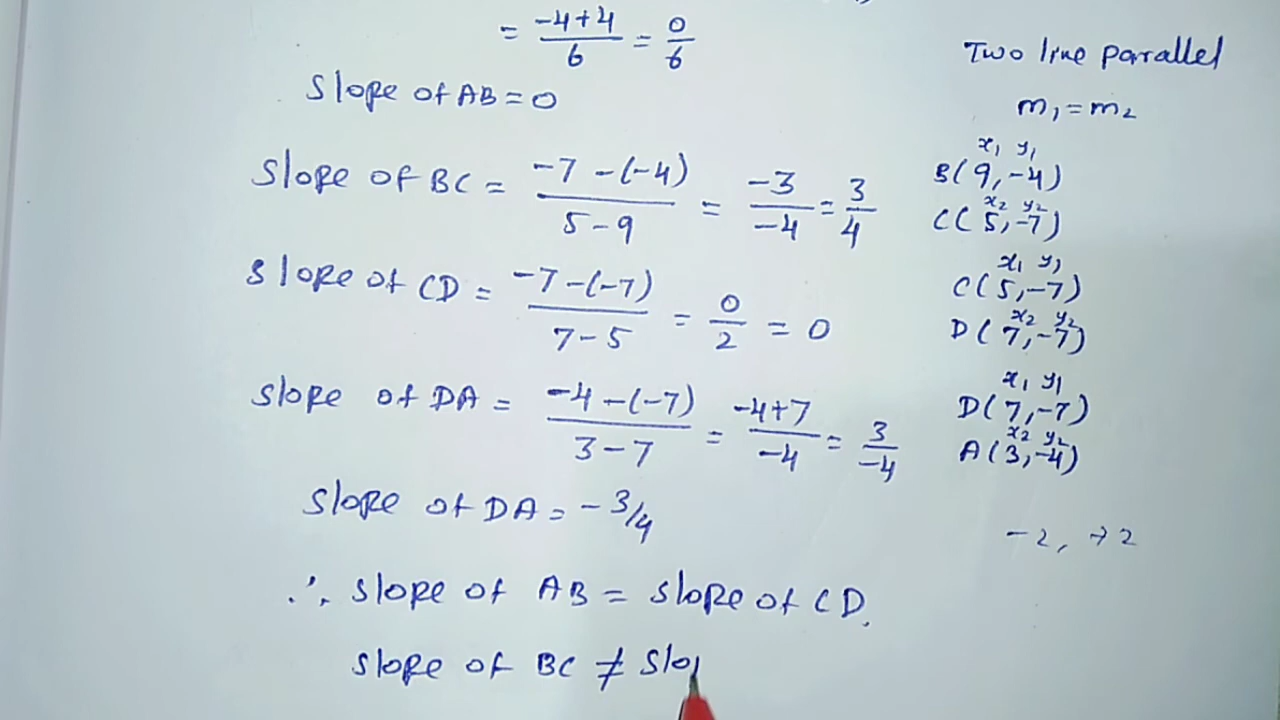 = -4+4/6 = 0/6
Slope of AB = 0
Slope of BC = -7-(-4)/5-9 = -3/-4 = 3/4
Slope of CD = -7-(-7)/7-5 = 0/2 = 0
Slope of DA = -4-(-7)/3-7 = -4+7/-4 = 3/-4
Slope of DA = -3/4
∴ Slope of AB = Slope of CD.
Slope of BC ≠ Slop
Two line parallel
m₁ = m₂
x₁ y₁
B(9,-4)
x₂ y₂
C(5,-7)
x₁ y₁
C(5,-7)
x₂ y₂
D(7,-7)
x₁ y₁
D(7,-7)
x₂ y₂
A(3,-4)